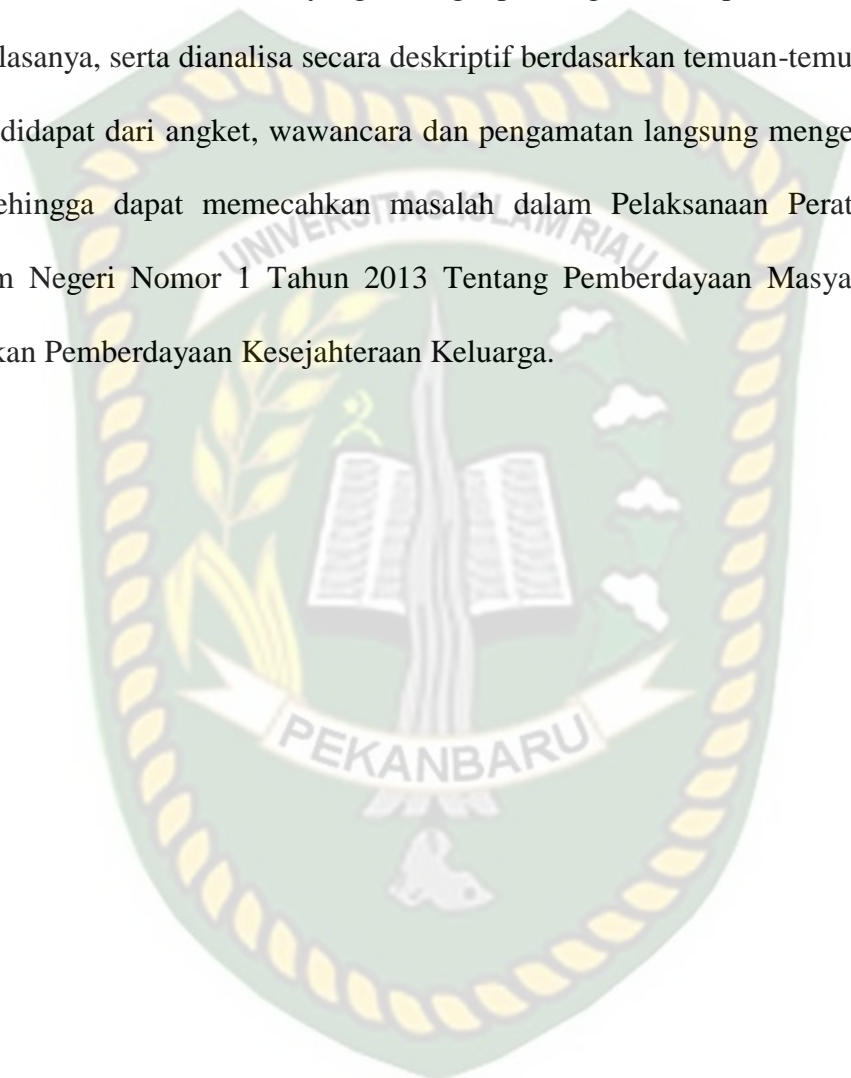 lasanya, serta dianalisa secara deskriptif berdasarkan temuan-temu
didapat dari angket, wawancara dan pengamatan langsung menge
ehingga dapat memecahkan masalah dalam Pelaksanaan Perat
UNIVERSITAS ISLAM RIAU
m Negeri Nomor 1 Tahun 2013 Tentang Pemberdayaan Masya
kan Pemberdayaan Kesejahteraan Keluarga.
PEKANBARU